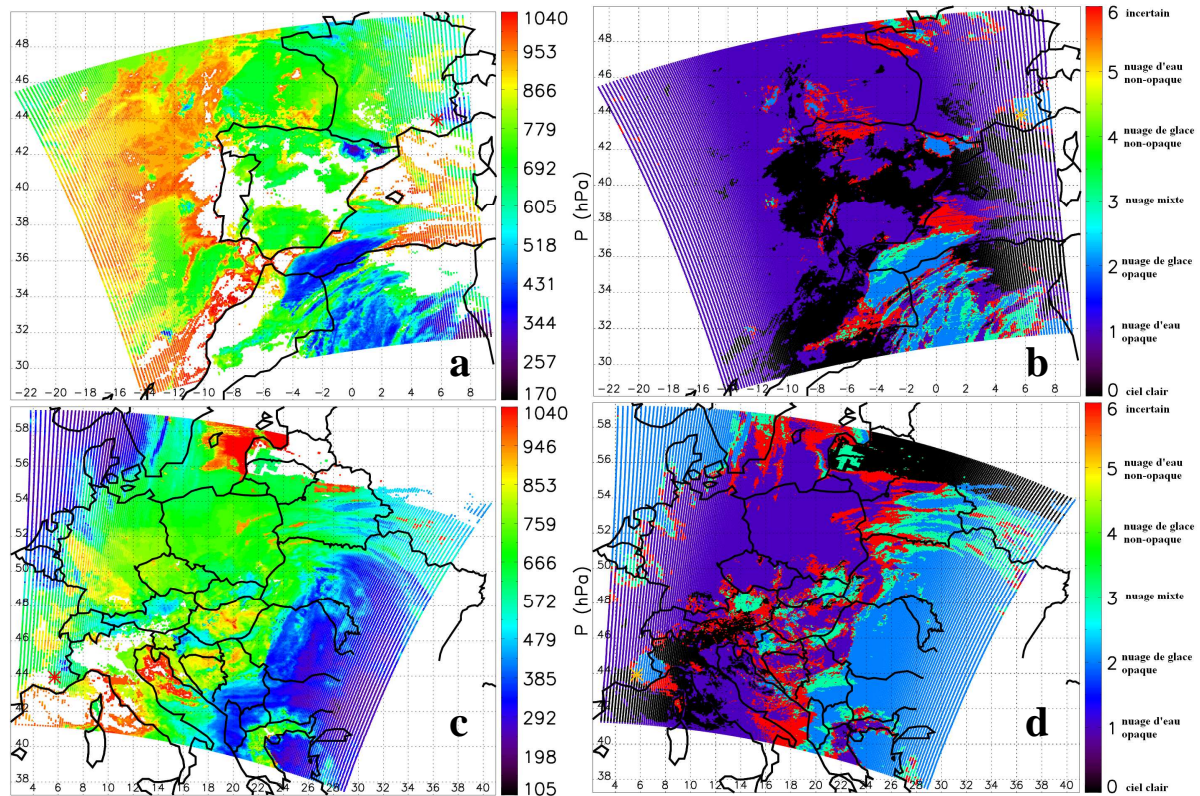 48
46
44
42
40
38
36
34
32
30
−22 −20 −18 −16 −14 −12 −10 −8 −6 −4 −2 0 2 4 6 8
a
1040
953
866
779
692
605
518
431
344
257
170
P (hPa)
48
46
44
42
40
38
36
34
32
30
−22 −20 −18 −16 −14 −12 −10 −8 −6 −4 −2 0 2 4 6 8
b
6 incertain
5 nuage d'eau
non-opaque
4 nuage de glace
non-opaque
3 nuage mixte
2 nuage de glace
opaque
1 nuage d'eau
opaque
0 ciel clair
58
56
54
52
50
48
46
44
42
40
38
4 6 8 10 12 14 16 18 20 22 24 26 28 30 32 34 36 38 40
c
1040
946
853
759
666
572
479
385
292
198
105
P (hPa)
58
56
54
52
50
48
46
44
42
40
38
4 6 8 10 12 14 16 18 20 22 24 26 28 30 32 34 36 38 40
d
6 incertain
5 nuage d'eau
non-opaque
4 nuage de glace
non-opaque
3 nuage mixte
2 nuage de glace
opaque
1 nuage d'eau
opaque
0 ciel clair